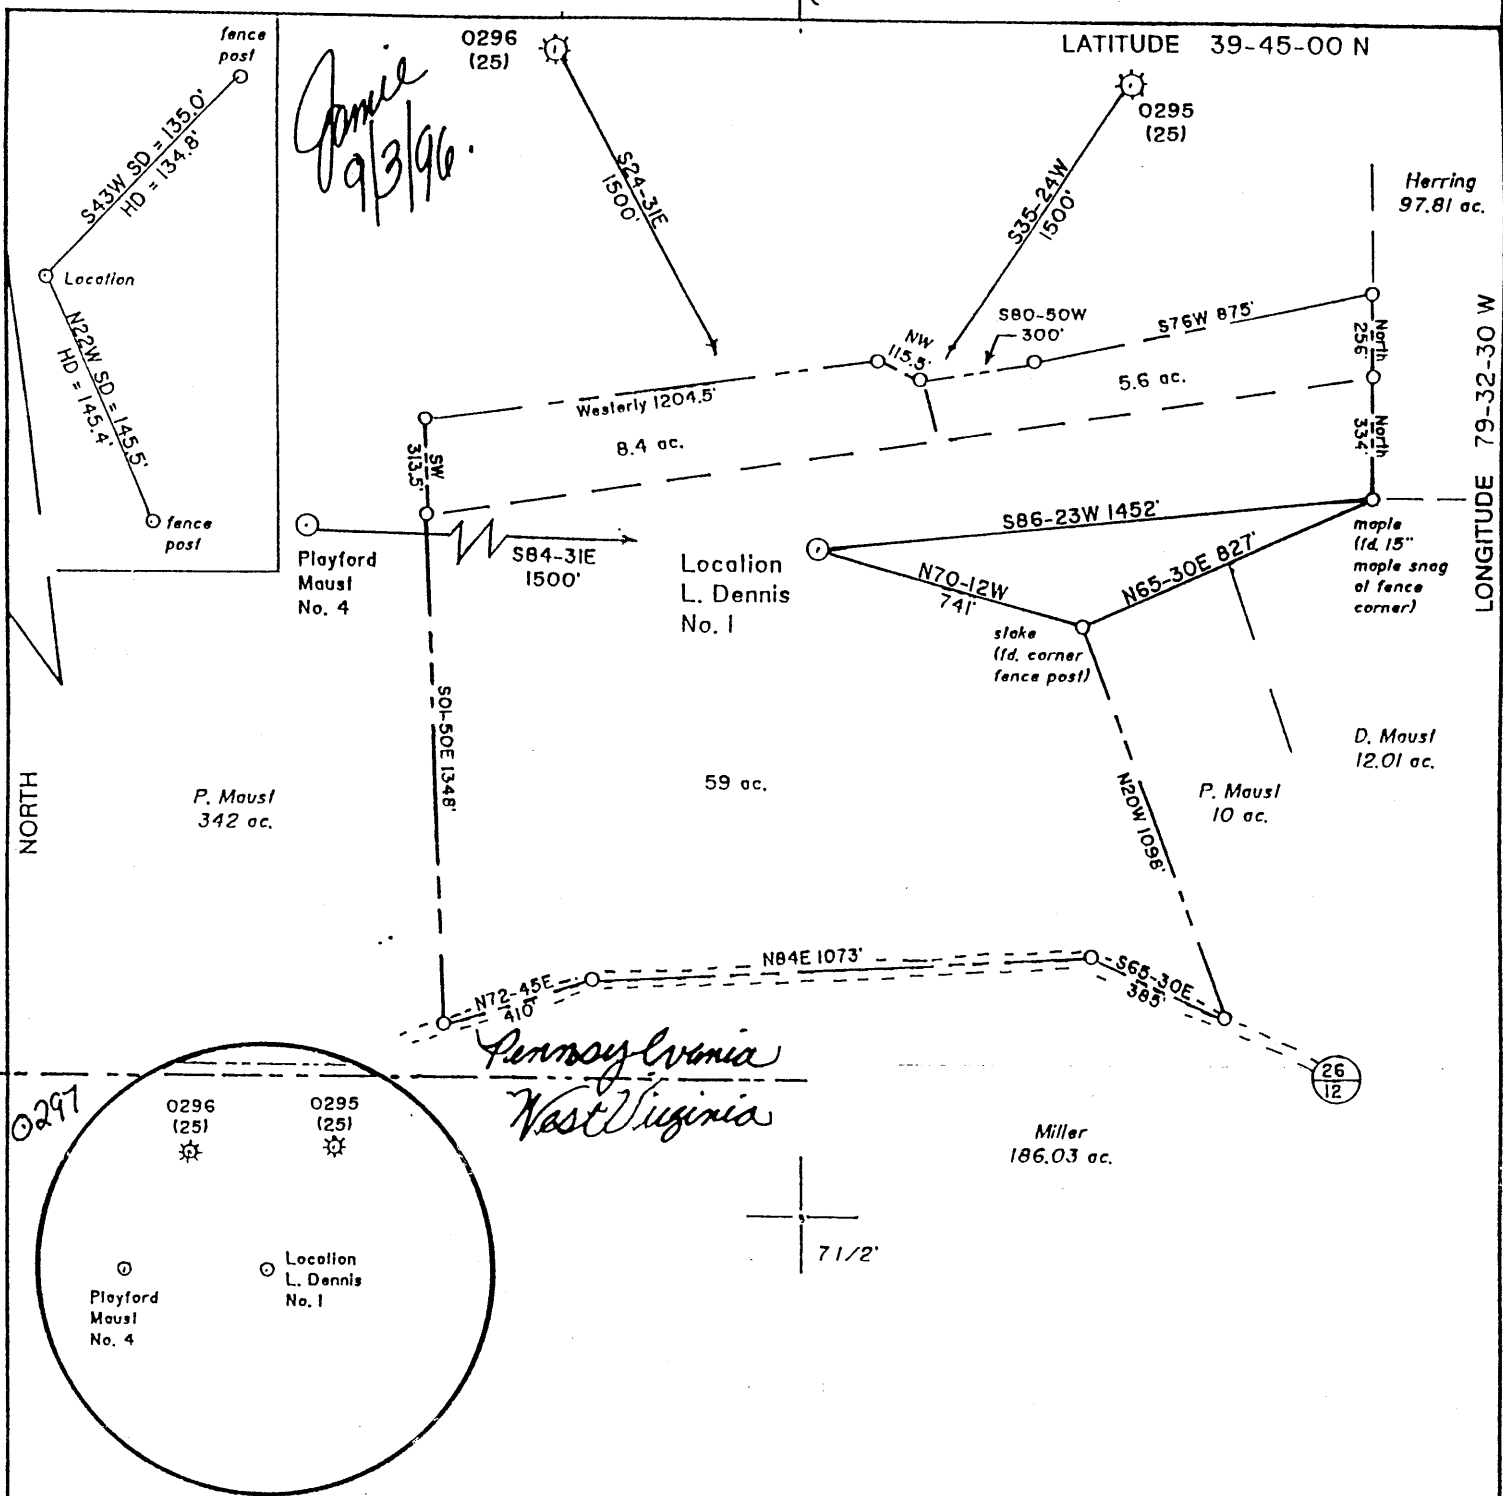 LATITUDE 39-45-00 N
fence
post
S43W SD = 135.0'
HD = 134.8'
Location
N22W SD = 145.5'
HD = 145.4'
fence
post
Jamie
9/3/96.
0296
(25)
S24-31E
1500'
0295
(25)
S35-24W
1500'
Herring
97.81 ac.
LONGITUDE 79-32-30 W
S80-50W
300'
S76W 875'
NW
115.5'
North
256'
5.6 ac.
Westerly 1204.5'
8.4 ac.
SW
313.5'
North
334'
Playford
Maust
No. 4
S84-31E
1500'
Location
L. Dennis
No. 1
S86-23W 1452'
N70-12W
741'
N65-30E 827'
maple
(fd. 15"
maple snag
at fence
corner)
stake
(fd. corner
fence post)
S01-50E 1348'
59 ac.
N20W 1098'
D. Maust
12.01 ac.
P. Maust
10 ac.
P. Maust
342 ac.
NORTH
N72-45E
410'
N84E 1073'
S65-30E
385'
Pennsylvania
West Virginia
26
12
0297
0296
(25)
0295
(25)
Miller
186.03 ac.
7 1/2'
Location
L. Dennis
No. 1
Playford
Maust
No. 4